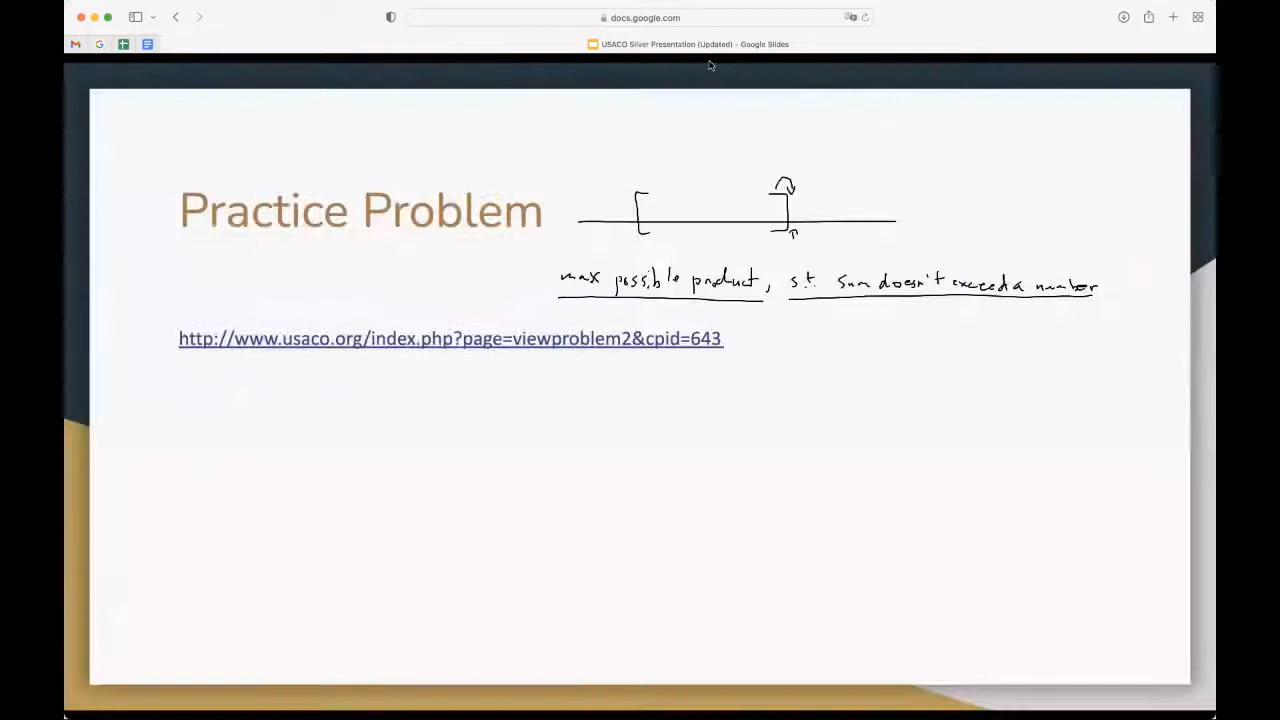 docs.google.com
USACO Silver Presentation (Updated) - Google Slides
Practice Problem
max possible product, s.t. sum doesn't exceed a number
http://www.usaco.org/index.php?page=viewproblem2&cpid=643